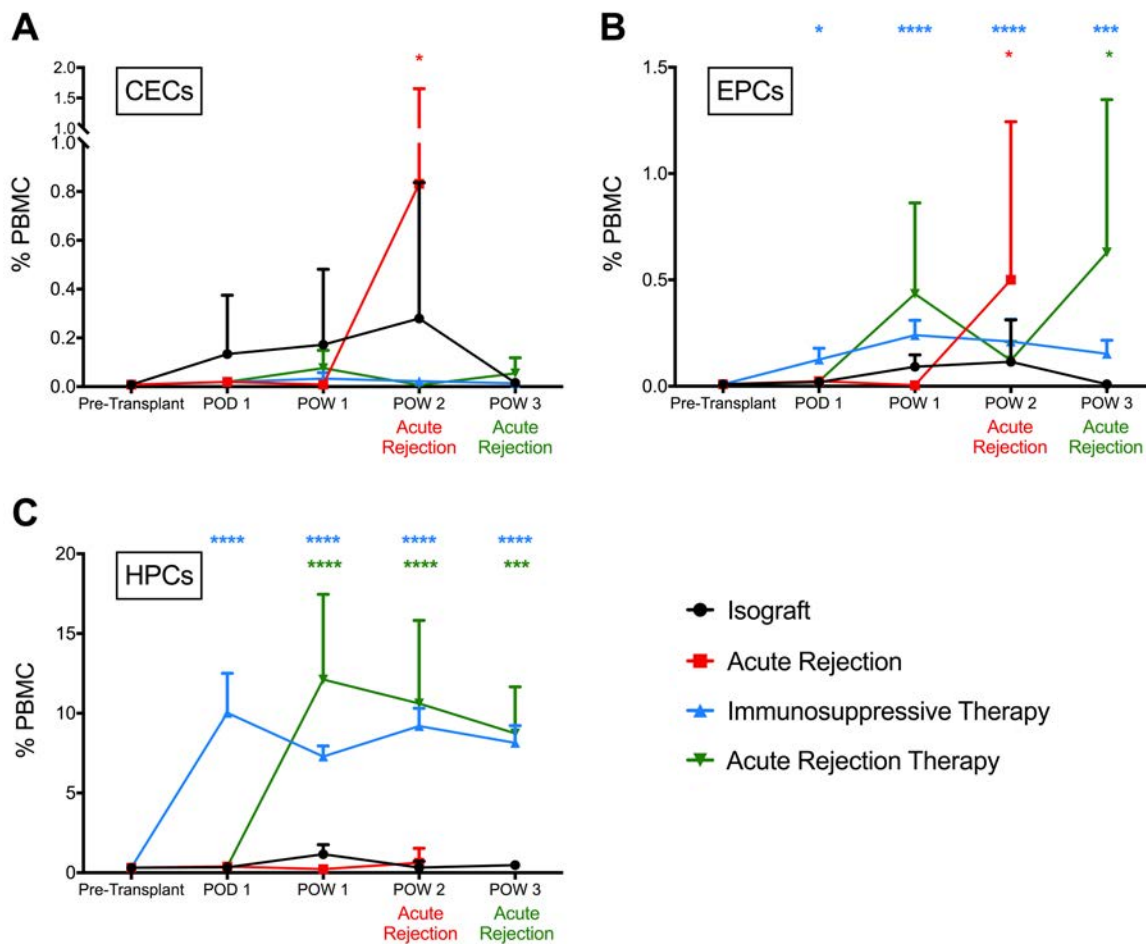 A
*
2.0
1.5
1.0
1.0
0.8
0.6
0.4
0.2
0.0
% PBMC
CECs
Pre-Transplant POD 1 POW 1 POW 2 POW 3
Acute Rejection
Acute Rejection
B
* **** **** ***
* *
1.5
1.0
0.5
0.0
% PBMC
EPCs
Pre-Transplant POD 1 POW 1 POW 2 POW 3
Acute Rejection
Acute Rejection
C
**** **** **** ****
**** **** ***
20
15
10
5
0
% PBMC
HPCs
Pre-Transplant POD 1 POW 1 POW 2 POW 3
Acute Rejection
Acute Rejection
Isograft
Acute Rejection
Immunosuppressive Therapy
Acute Rejection Therapy